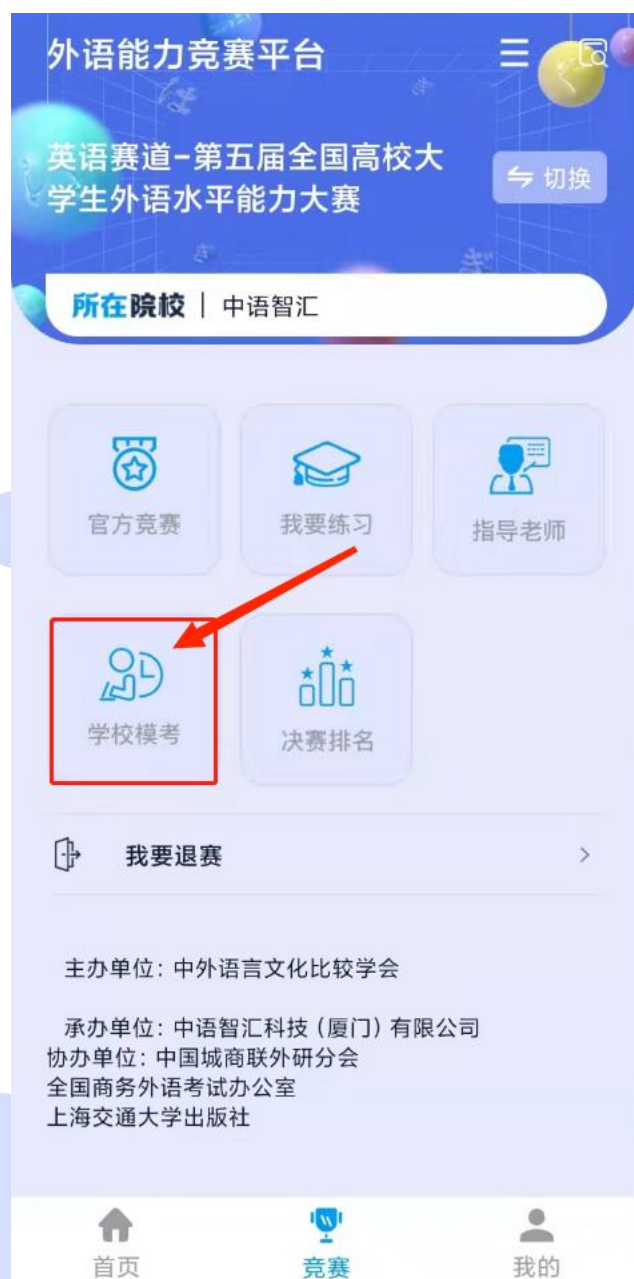 外语能力竞赛平台
英语赛道-第五届全国高校大
学生外语水平能力大赛
切换
所在院校 | 中语智汇
官方竞赛
我要练习
指导老师
学校模考
决赛排名
我要退赛
主办单位：中外语言文化比较学会
承办单位：中语智汇科技（厦门）有限公司
协办单位：中国城商联外研分会
全国商务外语考试办公室
上海交通大学出版社
首页
竞赛
我的